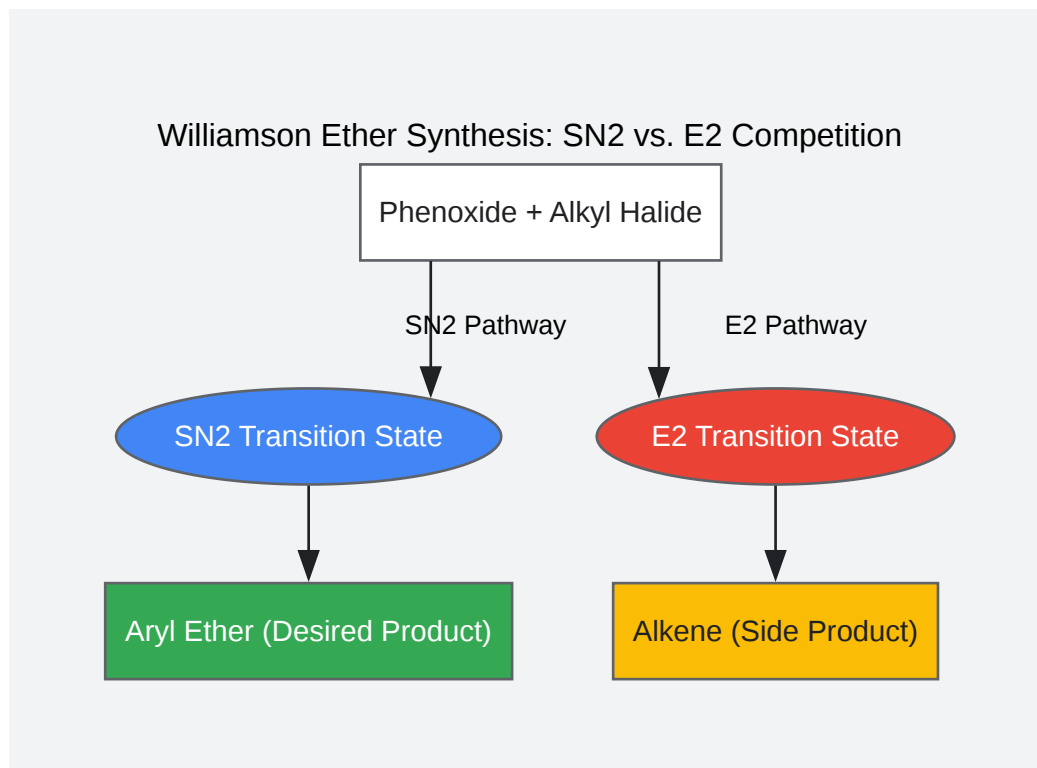 Williamson Ether Synthesis: SN2 vs. E2 Competition
Phenoxide + Alkyl Halide
SN2 Pathway
E2 Pathway
SN2 Transition State
E2 Transition State
Aryl Ether (Desired Product)
Alkene (Side Product)